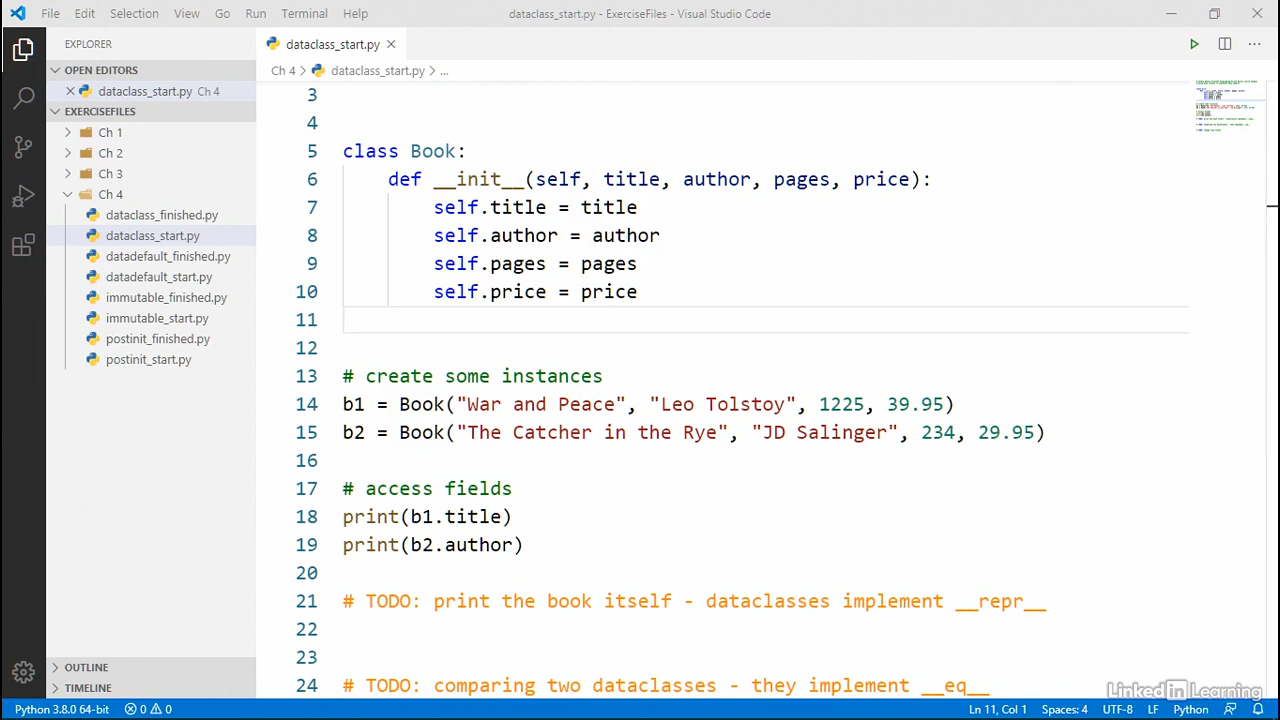 File Edit Selection View Go Run Terminal Help dataclass_start.py - ExerciseFiles - Visual Studio Code
EXPLORER
OPEN EDITORS
dataclass_start.py Ch 4
EXERCISEFILES
Ch 1
Ch 2
Ch 3
Ch 4
dataclass_finished.py
dataclass_start.py
datadefault_finished.py
datadefault_start.py
immutable_finished.py
immutable_start.py
postinit_finished.py
postinit_start.py
OUTLINE
TIMELINE
dataclass_start.py
Ch 4 > dataclass_start.py > ...
3
4
5 class Book:
6 def __init__(self, title, author, pages, price):
7 self.title = title
8 self.author = author
9 self.pages = pages
10 self.price = price
11
12
13 # create some instances
14 b1 = Book("War and Peace", "Leo Tolstoy", 1225, 39.95)
15 b2 = Book("The Catcher in the Rye", "JD Salinger", 234, 29.95)
16
17 # access fields
18 print(b1.title)
19 print(b2.author)
20
21 # TODO: print the book itself - dataclasses implement __repr__
22
23
24 # TODO: comparing two dataclasses - they implement __eq__
Linked in Learning
Python 3.8.0 64-bit 0 0 Ln 11, Col 1 Spaces: 4 UTF-8 LF Python